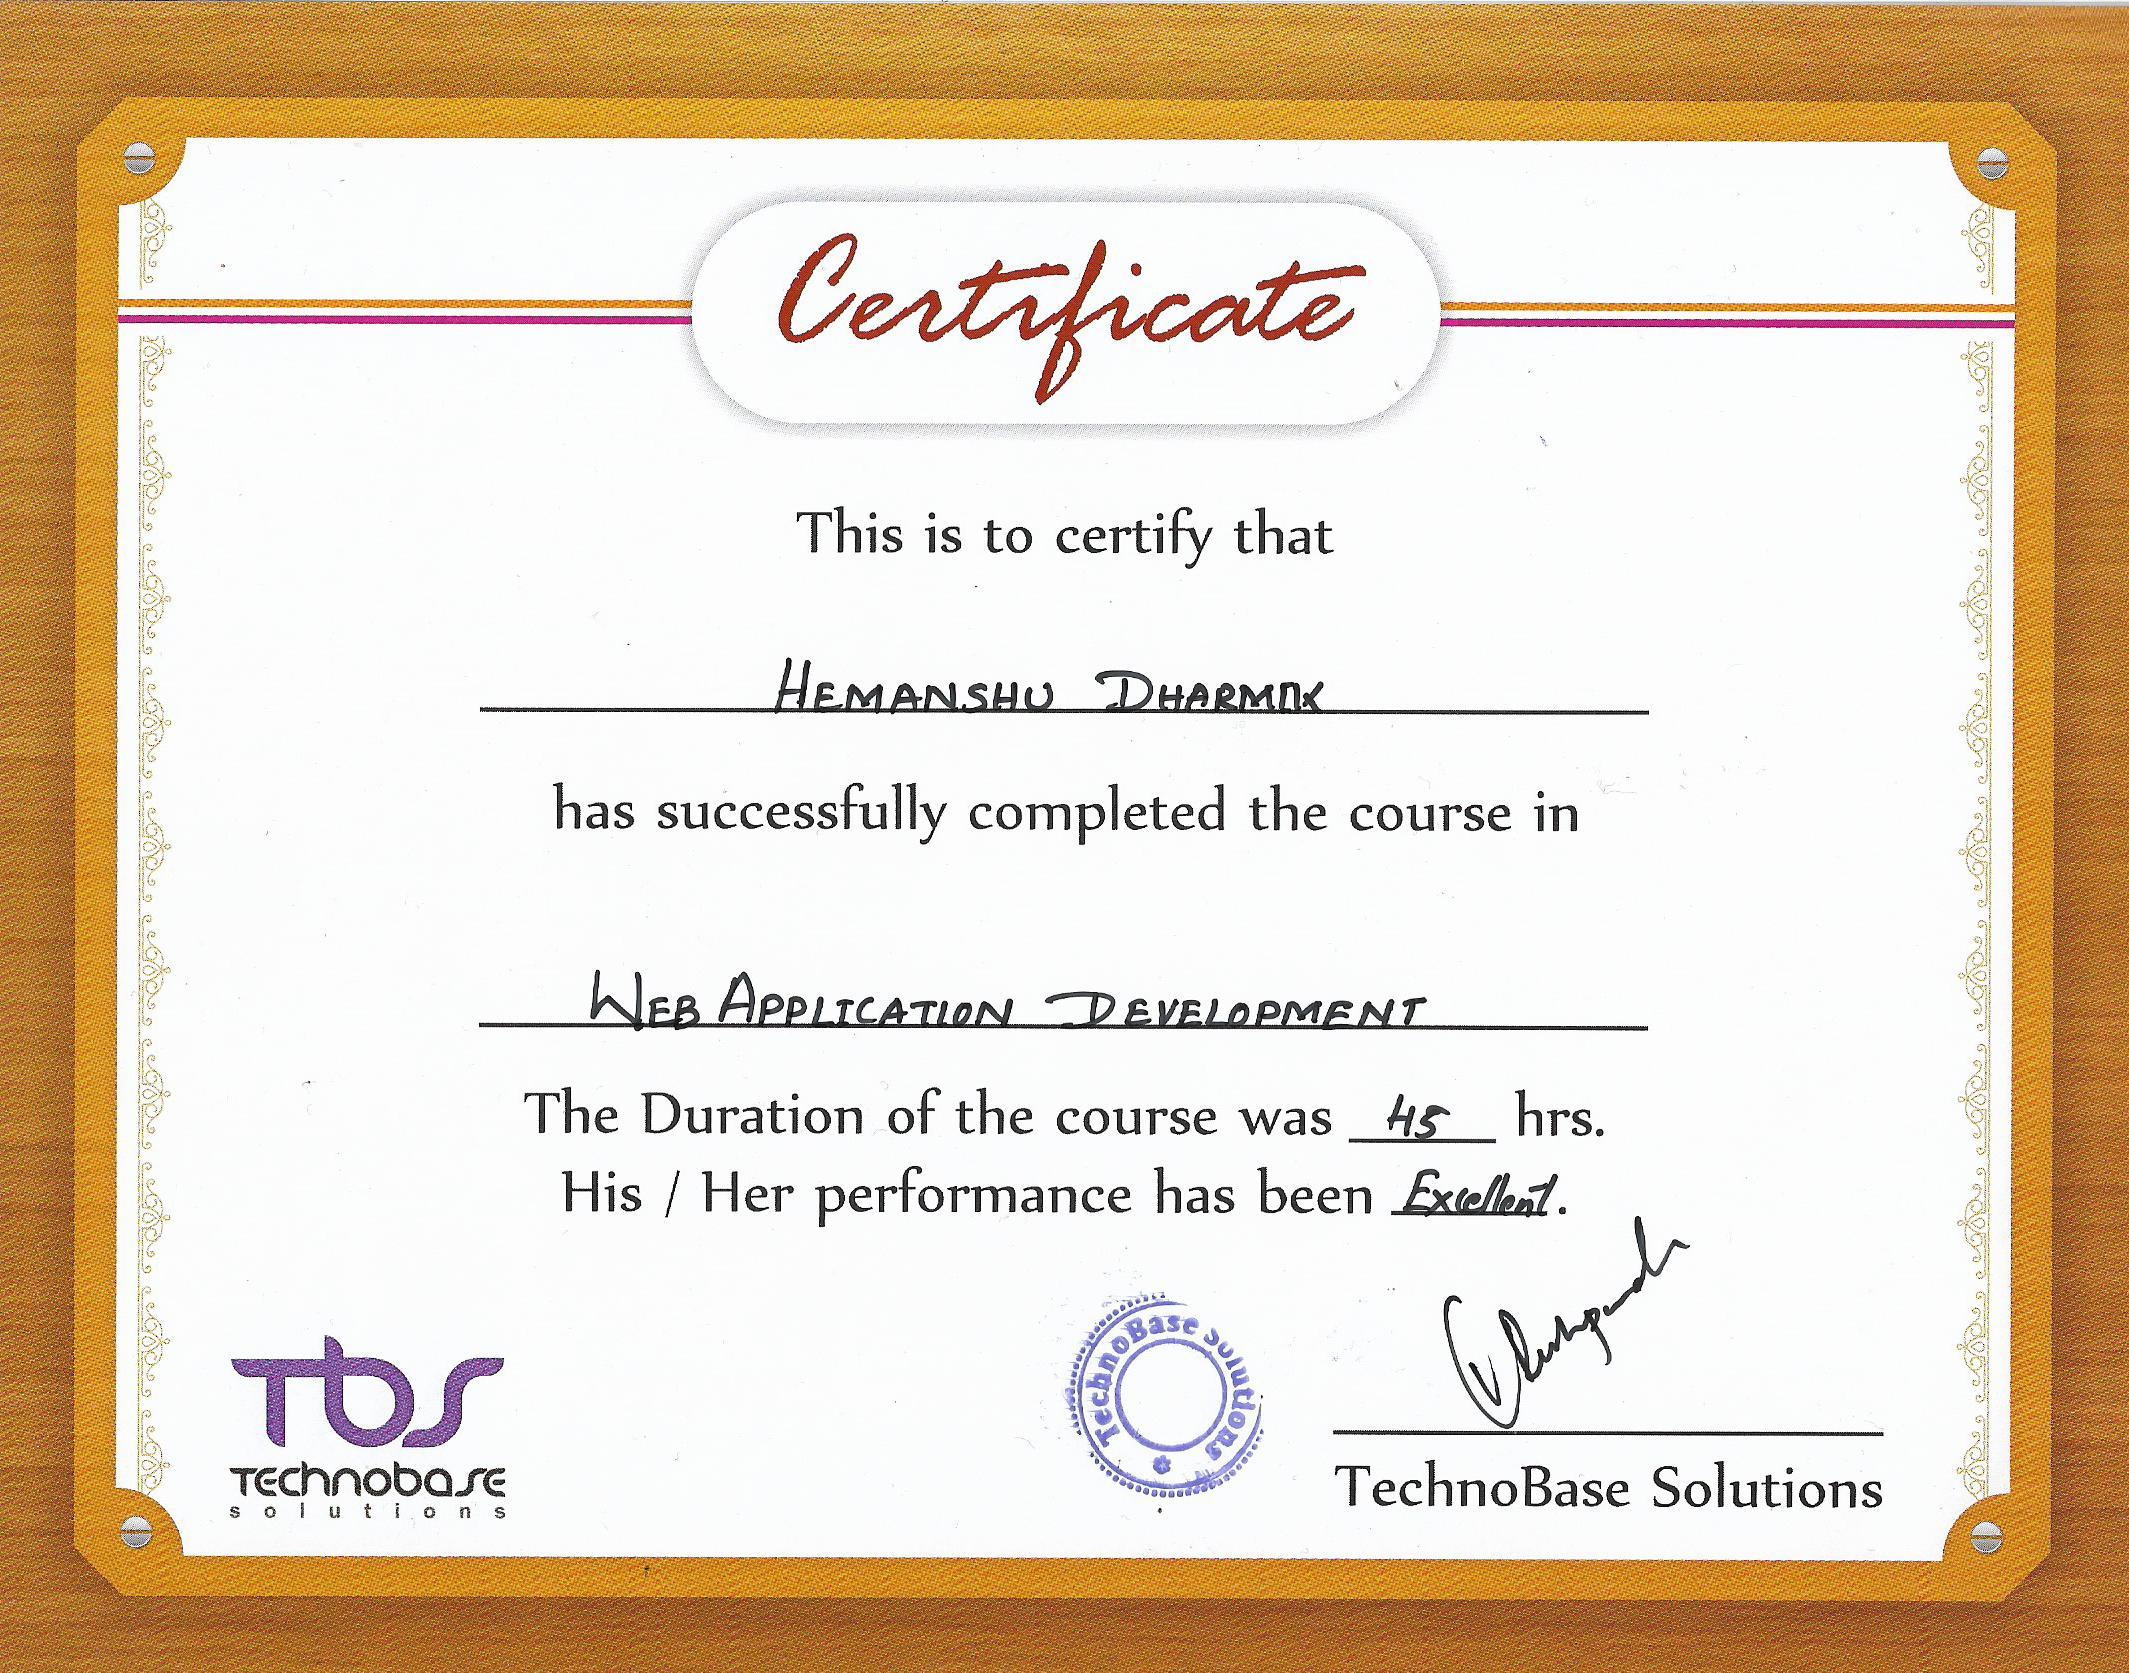 Certificate
This is to certify that
HEMANSHU
has successfully completed the course in
WEB APPLICATION DEVELOPMENT
The Duration of the course was 45 hrs.
His / Her performance has been Excellent.
TechnoBase Solutions
TBS
TECHNOBASE
solutions
TechnoBase Solutions